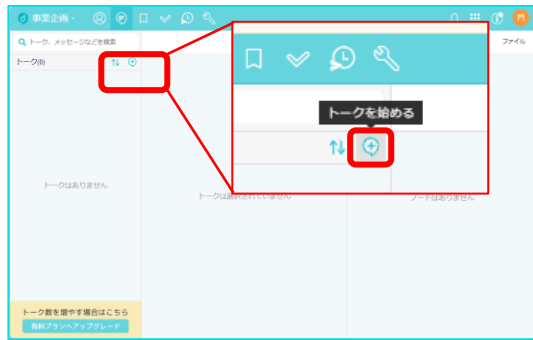 事業企画
トーク、メッセージなどを検索
ファイル
トーク(0)
トークを始める
トークはありません
トークは選択されていません
ノートはありません
トーク数を増やす場合はこちら
有料プランへアップグレード